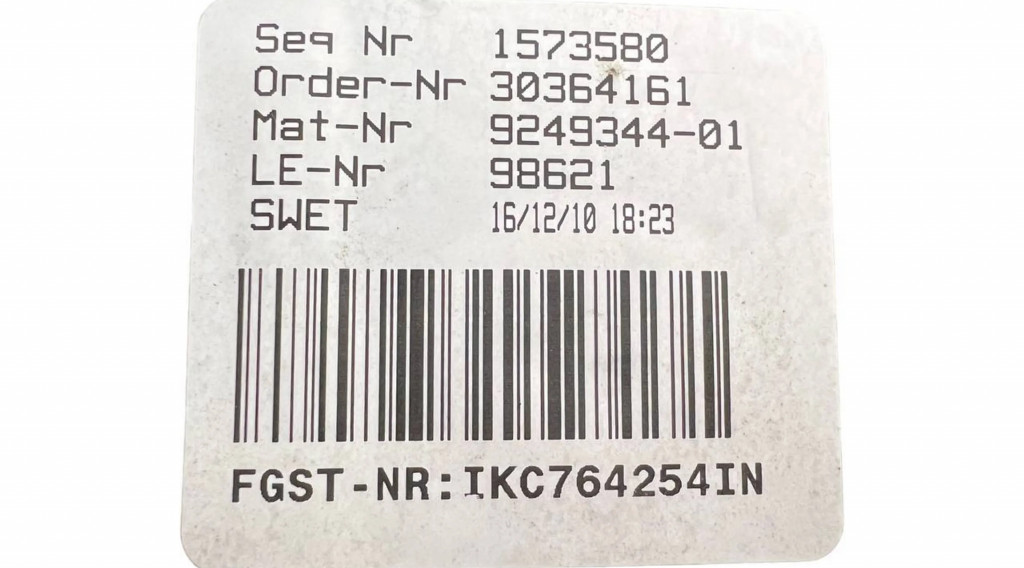 Seq Nr 1573580
Order-Nr 30364161
Mat-Nr 9249344-01
LE-Nr 98621
SWET 16/12/10 18:23
FGST-NR:IKC764254IN